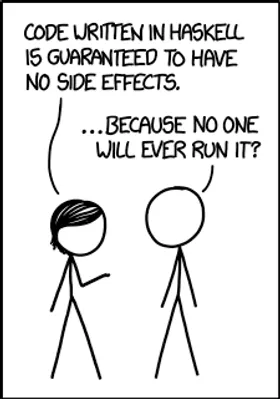 CODE WRITTEN IN HASKELL
IS GUARANTEED TO HAVE
NO SIDE EFFECTS.
...BECAUSE NO ONE
WILL EVER RUN IT?